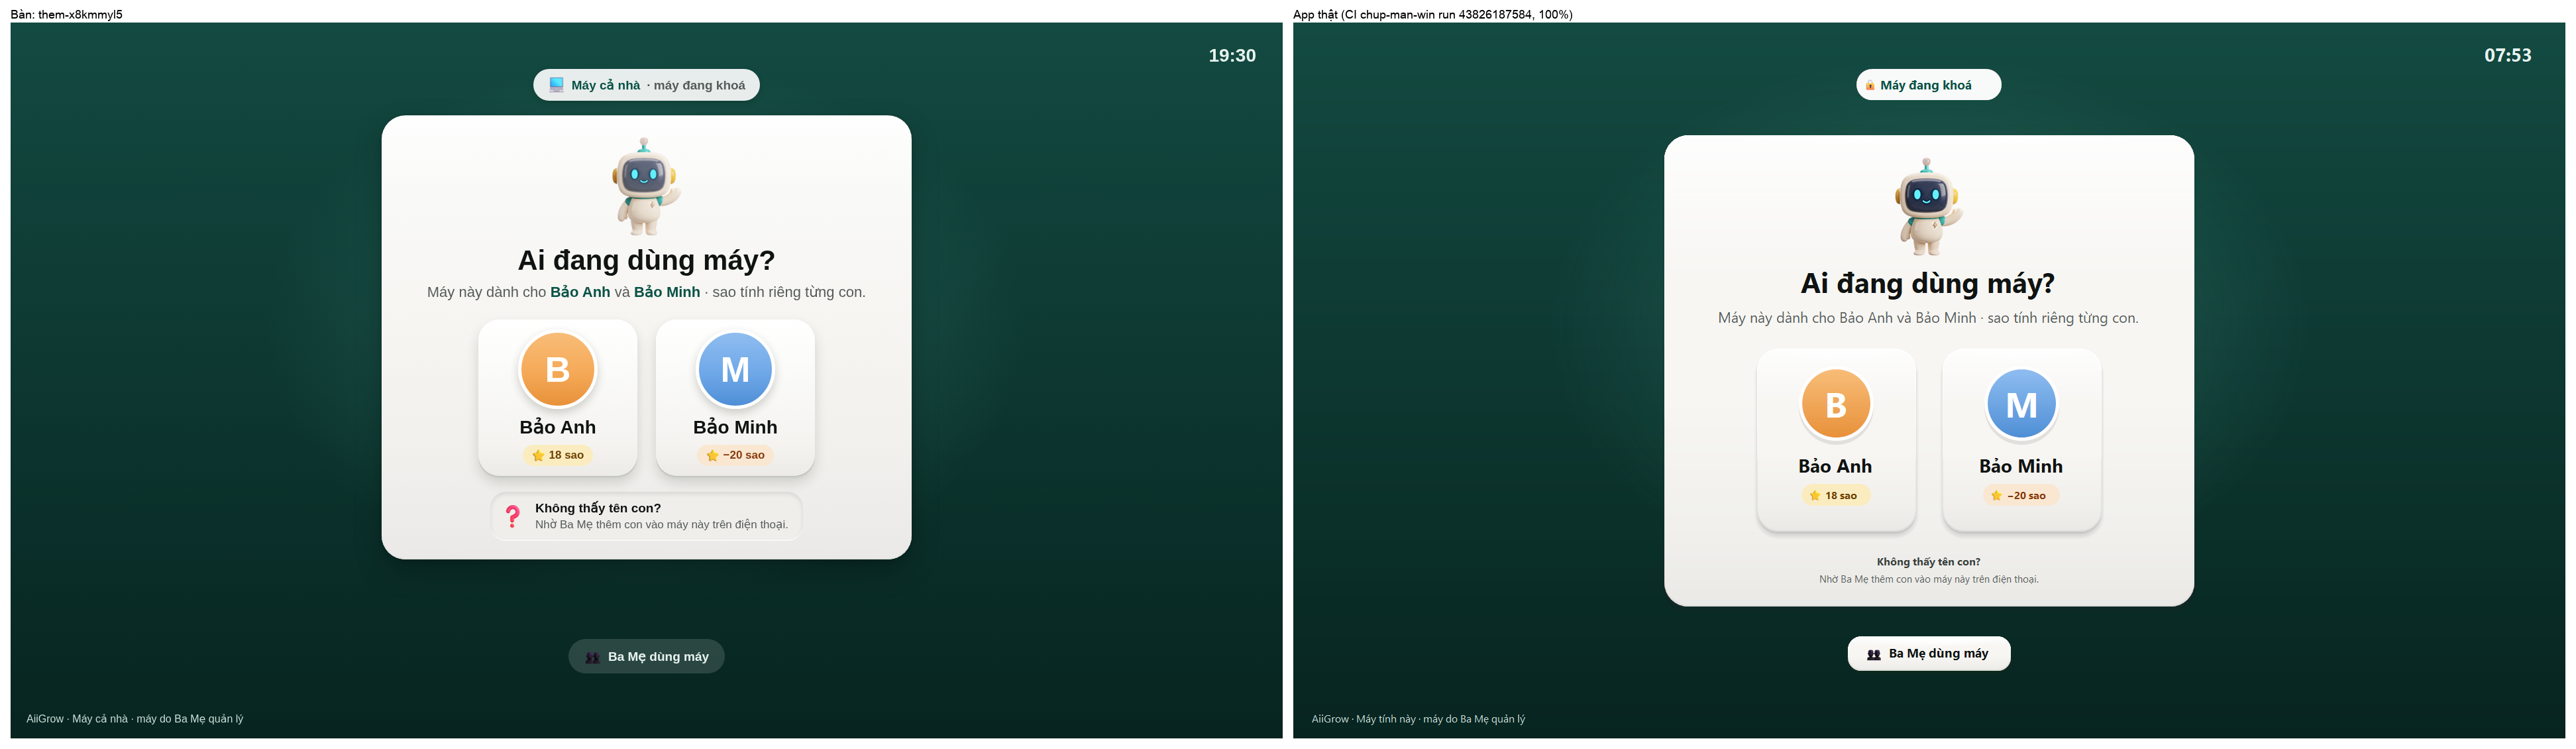 Bàn: them-x8kmmyl5
19:30
Máy cả nhà · máy đang khoá
Ai đang dùng máy?
Máy này dành cho Bảo Anh và Bảo Minh · sao tính riêng từng con.
B
Bảo Anh
18 sao
M
Bảo Minh
−20 sao
Không thấy tên con?
Nhờ Ba Mẹ thêm con vào máy này trên điện thoại.
Ba Mẹ dùng máy
AiiGrow · Máy cả nhà · máy do Ba Mẹ quản lý
App thật (CI chup-man-win run 43826187584, 100%)
07:53
Máy đang khoá
Ai đang dùng máy?
Máy này dành cho Bảo Anh và Bảo Minh · sao tính riêng từng con.
B
Bảo Anh
18 sao
M
Bảo Minh
−20 sao
Không thấy tên con?
Nhờ Ba Mẹ thêm con vào máy này trên điện thoại.
Ba Mẹ dùng máy
AiiGrow · Máy tính này · máy do Ba Mẹ quản lý